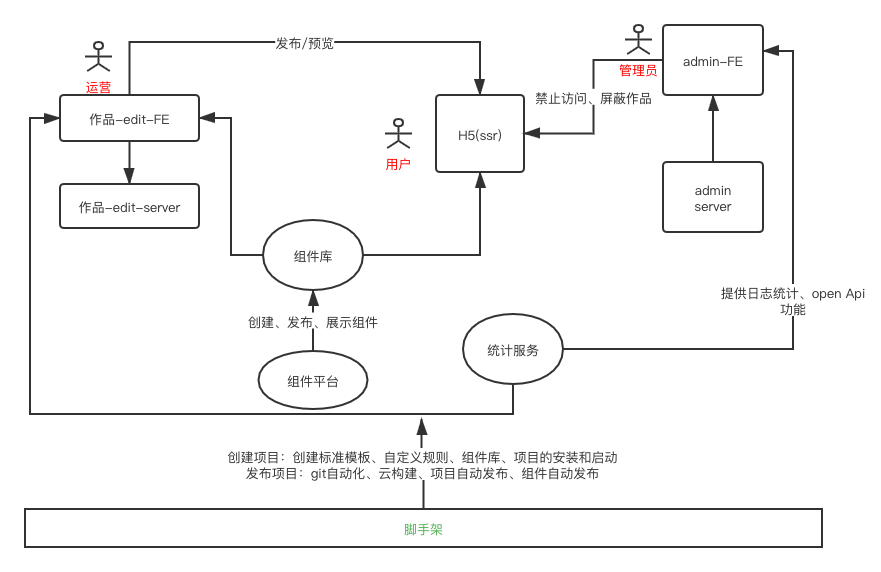 发布/预览
运营
管理员
admin-FE
作品-edit-FE
禁止访问、屏蔽作品
H5(ssr)
用户
作品-edit-server
admin
server
组件库
提供日志统计、open Api
功能
创建、发布、展示组件
统计服务
组件平台
创建项目：创建标准模板、自定义规则、组件库、项目的安装和启动
发布项目：git自动化、云构建、项目自动发布、组件自动发布
脚手架